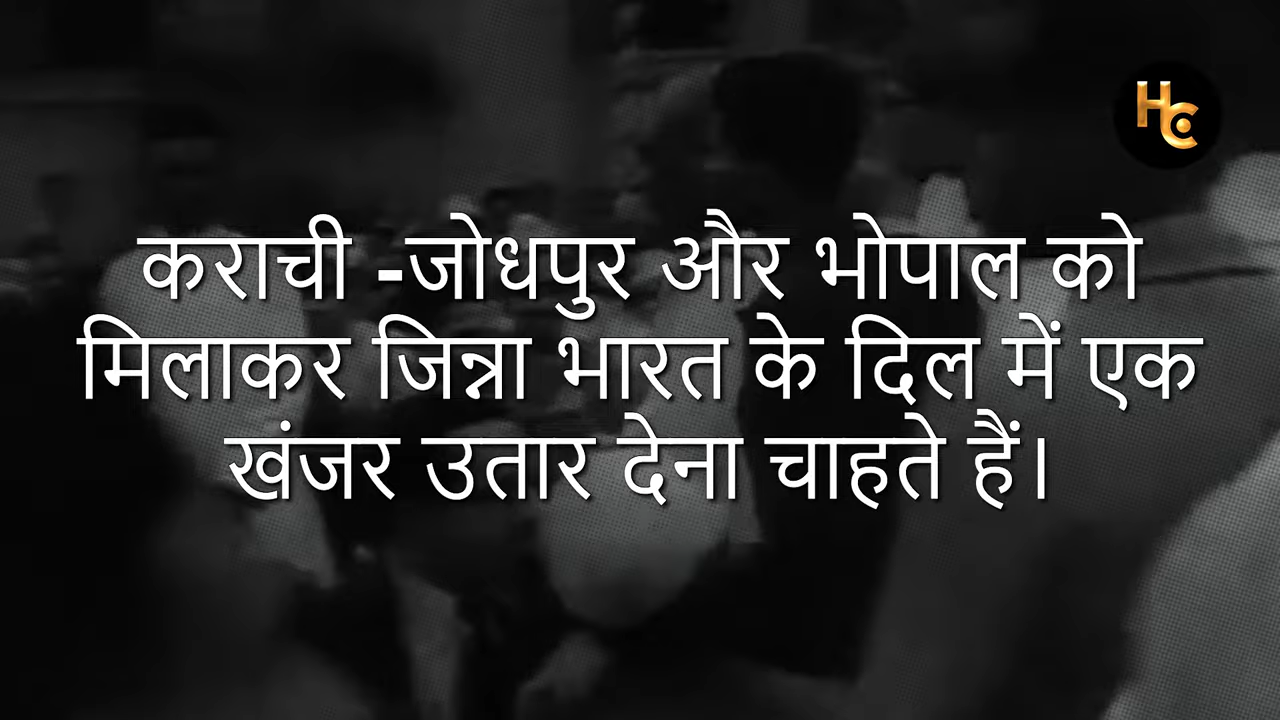 HC
कराची -जोधपुर और भोपाल को
मिलाकर जिन्ना भारत के दिल में एक
खंजर उतार देना चाहते हैं।